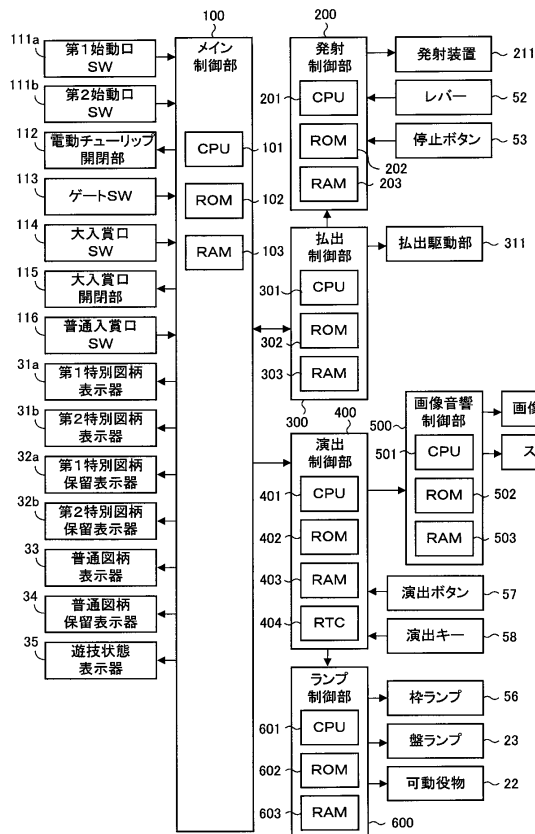 100
メイン
制御部
CPU
101
ROM
102
RAM
103
111a
第1始動口
SW
111b
第2始動口
SW
112
電動チューリップ
開閉部
113
ゲートSW
114
大入賞口
SW
115
大入賞口
開閉部
116
普通入賞口
SW
31a
第1特別図柄
表示器
31b
第2特別図柄
表示器
32a
第1特別図柄
保留表示器
32b
第2特別図柄
保留表示器
33
普通図柄
表示器
34
普通図柄
保留表示器
35
遊技状態
表示器
200
発射
制御部
201
CPU
ROM
202
RAM
203
発射装置
211
レバー
52
停止ボタン
53
払出
制御部
301
CPU
302
ROM
303
RAM
300
払出駆動部
311
400
演出
制御部
401
CPU
402
ROM
403
RAM
404
RTC
500
画像音響
制御部
501
CPU
ROM
502
RAM
503
画像
ス
演出ボタン
57
演出キー
58
ランプ
制御部
601
CPU
602
ROM
603
RAM
600
枠ランプ
56
盤ランプ
23
可動役物
22